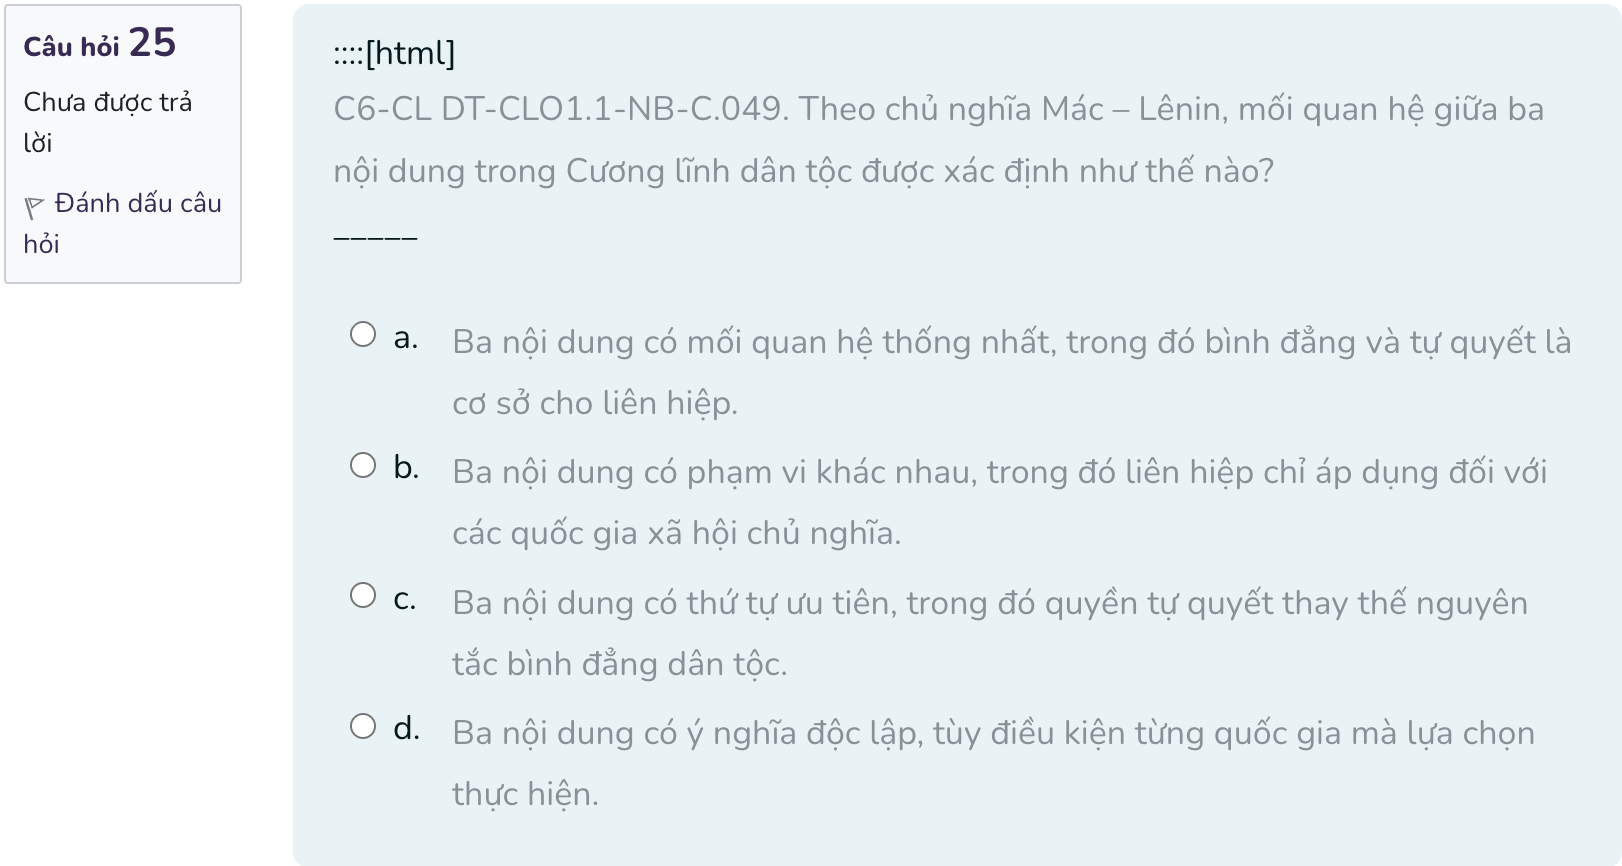 Câu hỏi 25
Chưa được trả
lời
Đánh dấu câu
hỏi
::::[html]
C6-CL DT-CLO1.1-NB-C.049. Theo chủ nghĩa Mác – Lênin, mối quan hệ giữa ba
nội dung trong Cương lĩnh dân tộc được xác định như thế nào?
_____
a. Ba nội dung có mối quan hệ thống nhất, trong đó bình đẳng và tự quyết là
cơ sở cho liên hiệp.
b. Ba nội dung có phạm vi khác nhau, trong đó liên hiệp chỉ áp dụng đối với
các quốc gia xã hội chủ nghĩa.
c. Ba nội dung có thứ tự ưu tiên, trong đó quyền tự quyết thay thế nguyên
tắc bình đẳng dân tộc.
d. Ba nội dung có ý nghĩa độc lập, tùy điều kiện từng quốc gia mà lựa chọn
thực hiện.